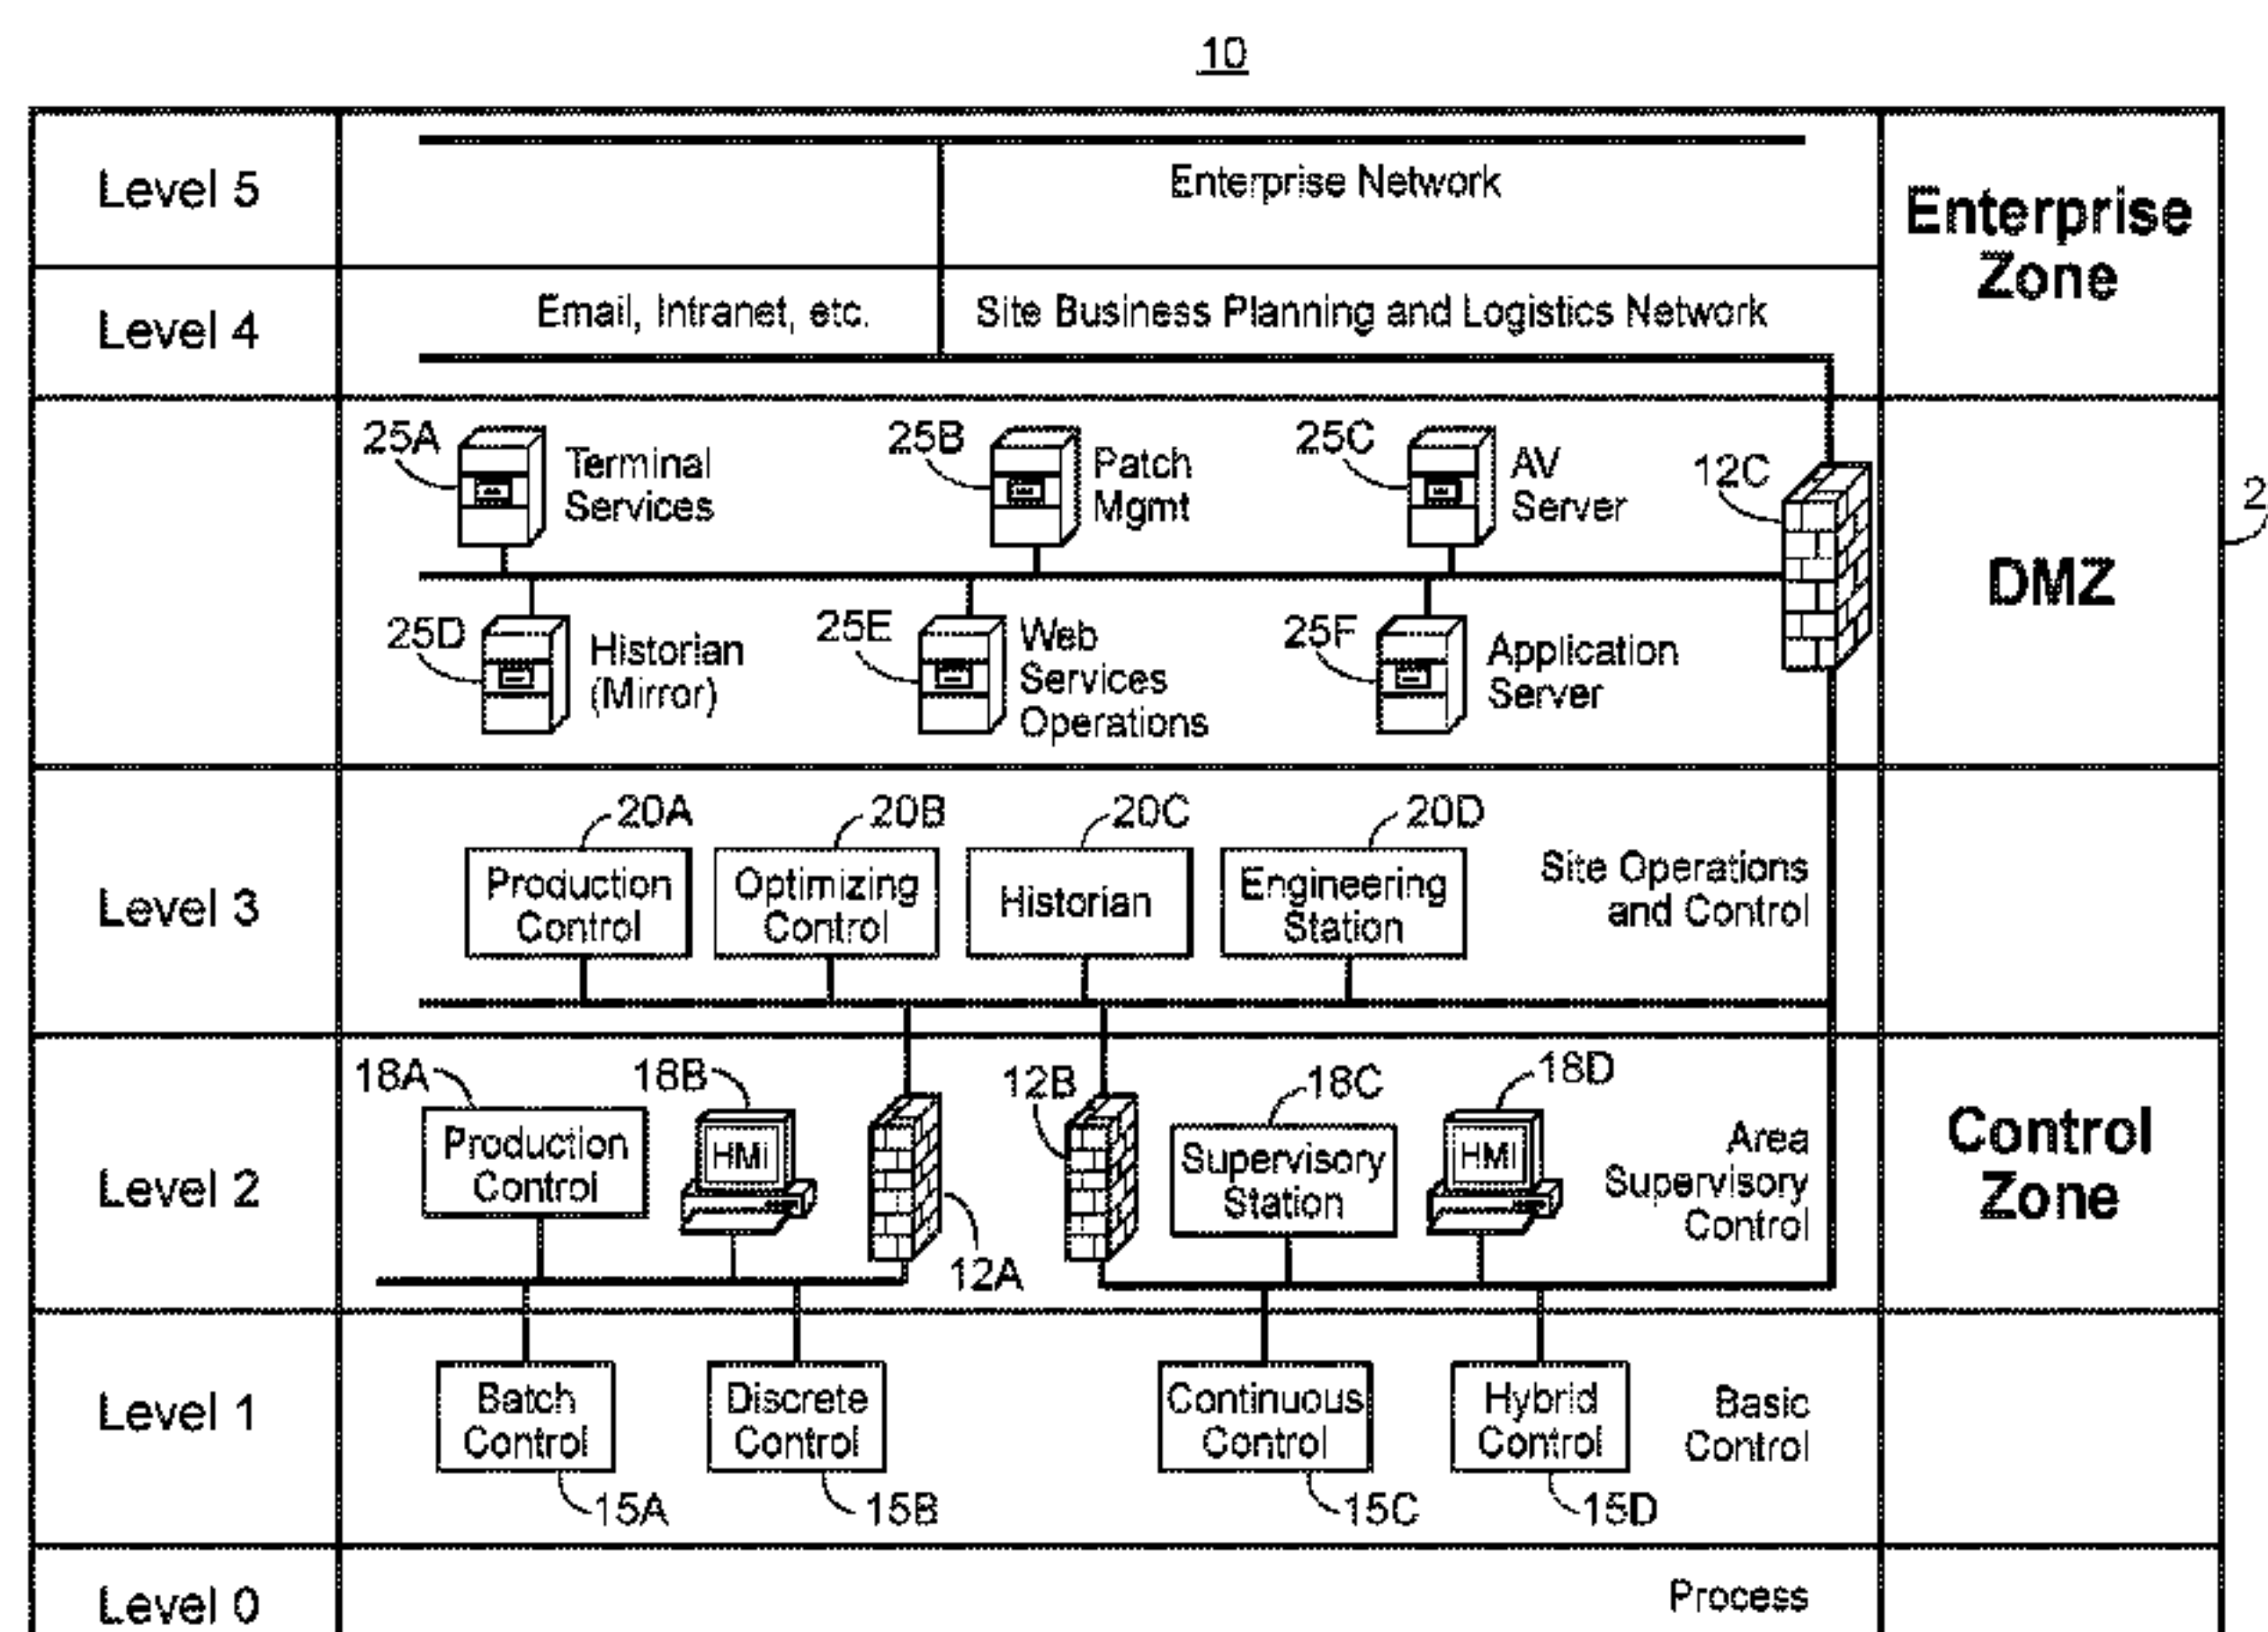 10
Level 5
Enterprise Network
Enterprise
Zone
Level 4
Email, Intranet, etc.
Site Business Planning and Logistics Network
25A
Terminal
Services
25B
Patch
Mgmt
25C
AV
Server
12C
2
DMZ
25D
Historian
(Mirror)
25E
Web
Services
Operations
25F
Application
Server
Level 3
20A
Production
Control
20B
Optimizing
Control
20C
Historian
20D
Engineering
Station
Site Operations
and Control
Level 2
18A
Production
Control
18B
HMI
12A
12B
18C
Supervisory
Station
18D
HMI
Area
Supervisory
Control
Control
Zone
Level 1
Batch
Control
15A
Discrete
Control
15B
Continuous
Control
15C
Hybrid
Control
15D
Basic
Control
Level 0
Process